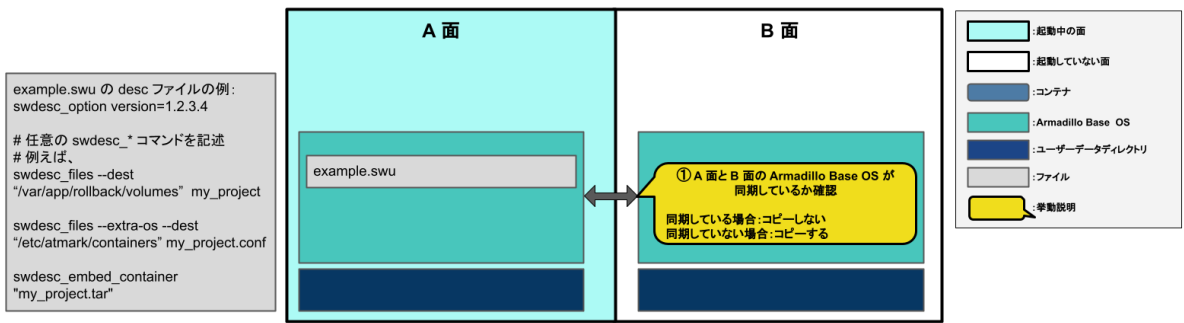 example.swu の desc ファイルの例:
swdesc_option version=1.2.3.4
# 任意の swdesc_* コマンドを記述
# 例えば、
swdesc_files --dest
“/var/app/rollback/volumes” my_project
swdesc_files --extra-os --dest
“/etc/atmark/containers” my_project.conf
swdesc_embed_container
"my_project.tar"
A 面
example.swu
B 面
① A 面と B 面の Armadillo Base OS が
同期しているか確認
同期している場合:コピーしない
同期していない場合:コピーする
:起動中の面
:起動していない面
:コンテナ
:Armadillo Base OS
:ユーザーデータディレクトリ
:ファイル
:挙動説明